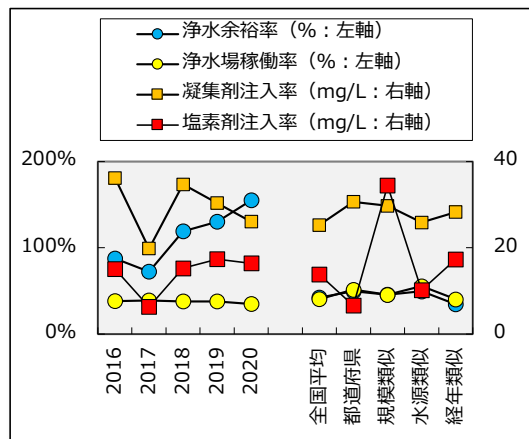 浄水余裕率（%：左軸）
浄水場稼働率（%：左軸）
凝集剤注入率（mg/L：右軸）
塩素剤注入率（mg/L：右軸）
200%
100%
0%
40
20
0
2016
2017
2018
2019
2020
全国平均
都道府県
規模類似
水源類似
経年類似